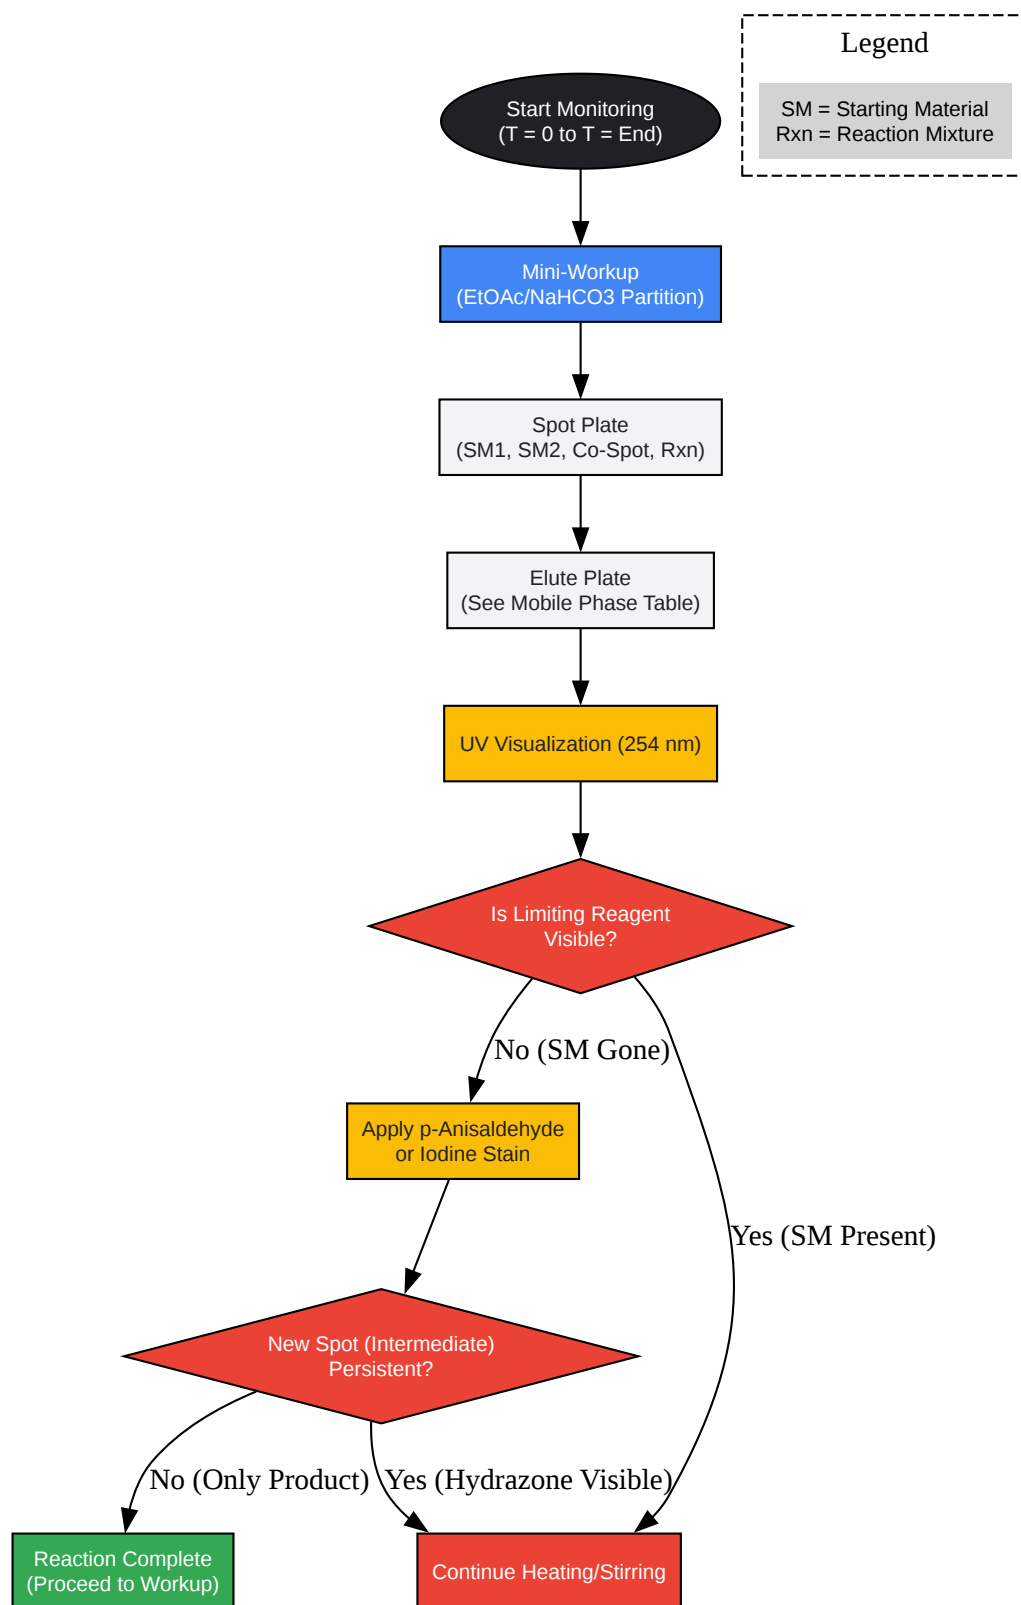 Legend
SM = Starting Material
Rxn = Reaction Mixture
Start Monitoring
(T = 0 to T = End)
Mini-Workup
(EtOAc/NaHCO3 Partition)
Spot Plate
(SM1, SM2, Co-Spot, Rxn)
Elute Plate
(See Mobile Phase Table)
UV Visualization (254 nm)
Is Limiting Reagent
Visible?
No (SM Gone)
Apply p-Anisaldehyde
or Iodine Stain
Yes (SM Present)
New Spot (Intermediate)
Persistent?
No (Only Product)
Yes (Hydrazone Visible)
Reaction Complete
(Proceed to Workup)
Continue Heating/Stirring